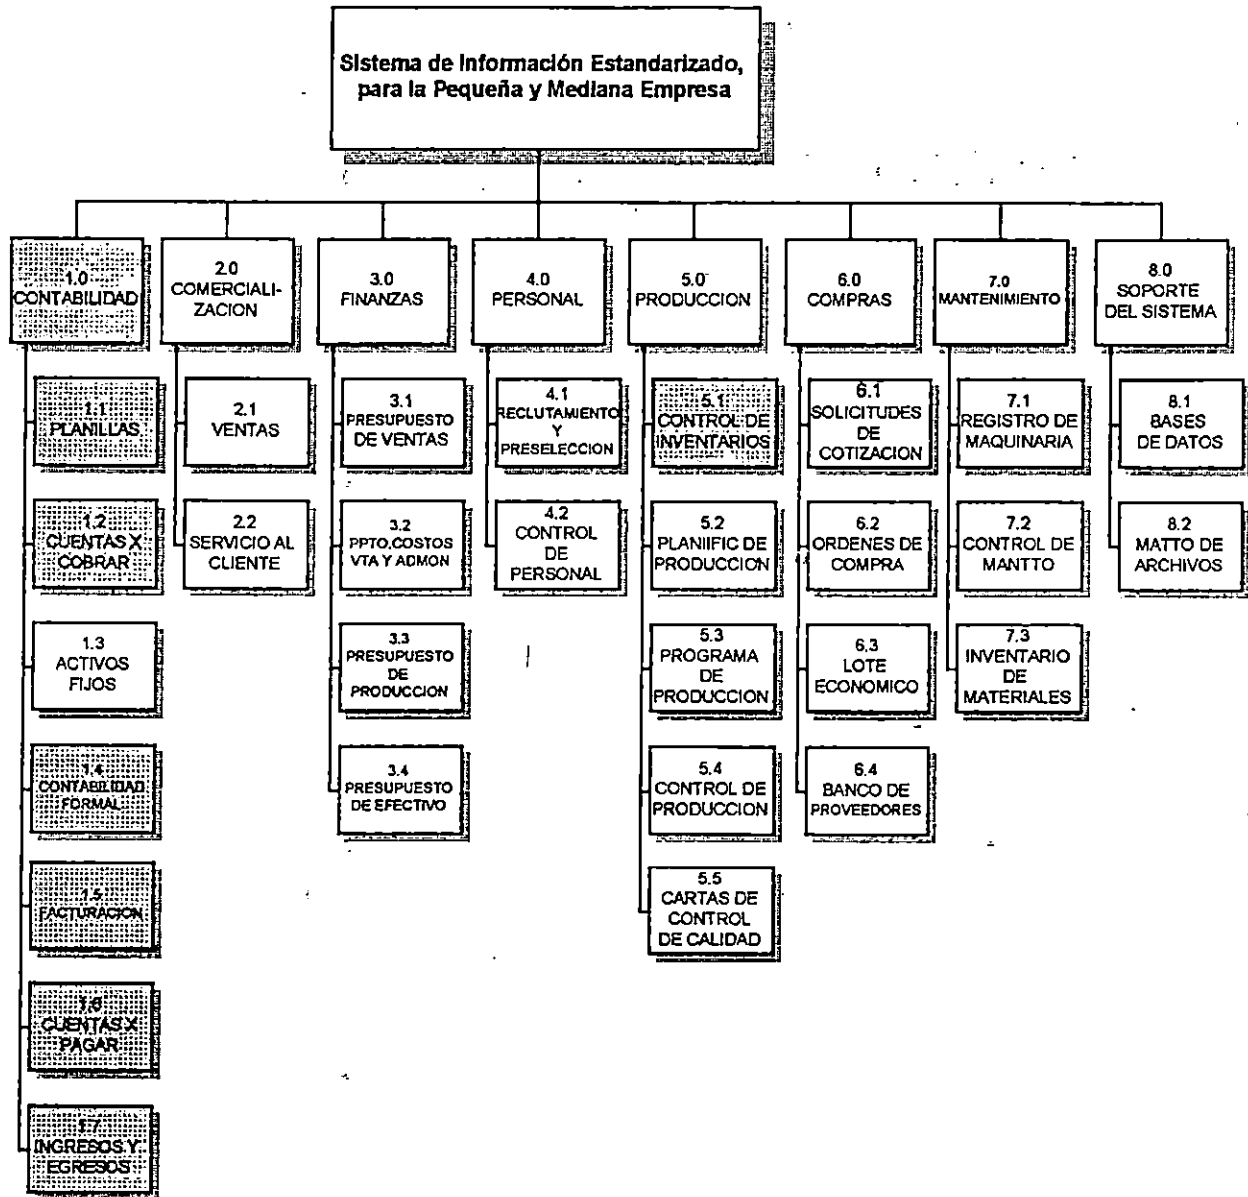 Sistema de Información Estandarizado,
para la Pequeña y Mediana Empresa
1.0
CONTABILIDAD
2.0
COMERCIALI-
ZACION
3.0
FINANZAS
4.0
PERSONAL
5.0
PRODUCCION
6.0
COMPRAS
7.0
MANTENIMIENTO
8.0
SOPORTE
DEL SISTEMA
1.1
PLANILLAS
2.1
VENTAS
3.1
PRESUPUESTO
DE VENTAS
4.1
RECLUTAMIENTO
Y
PRESELECCION
5.1
CONTROL DE
INVENTARIOS
6.1
SOLICITUDES
DE
COTIZACION
7.1
REGISTRO DE
MAQUINARIA
8.1
BASES
DE DATOS
1.2
CUENTAS X
COBRAR
2.2
SERVICIO AL
CLIENTE
3.2
PPTO.COSTOS
VTA Y ADMON
4.2
CONTROL
DE
PERSONAL
5.2
PLANIIFIC DE
PRODUCCION
6.2
ORDENES DE
COMPRA
7.2
CONTROL DE
MANTTO
8.2
MATTO DE
ARCHIVOS
1.3
ACTIVOS
FIJOS
3.3
PRESUPUESTO
DE
PRODUCCION
5.3
PROGRAMA
DE
PRODUCCION
6.3
LOTE
ECONOMICO
7.3
INVENTARIO
DE
MATERIALES
1.4
CONTABILIDAD
FORMAL
3.4
PRESUPUESTO
DE EFECTIVO
5.4
CONTROL DE
PRODUCCION
6.4
BANCO DE
PROVEEDORES
1.5
FACTURACION
5.5
CARTAS DE
CONTROL
DE CALIDAD
1.6
CUENTAS X
PAGAR
1.7
INGRESOS Y
EGRESOS